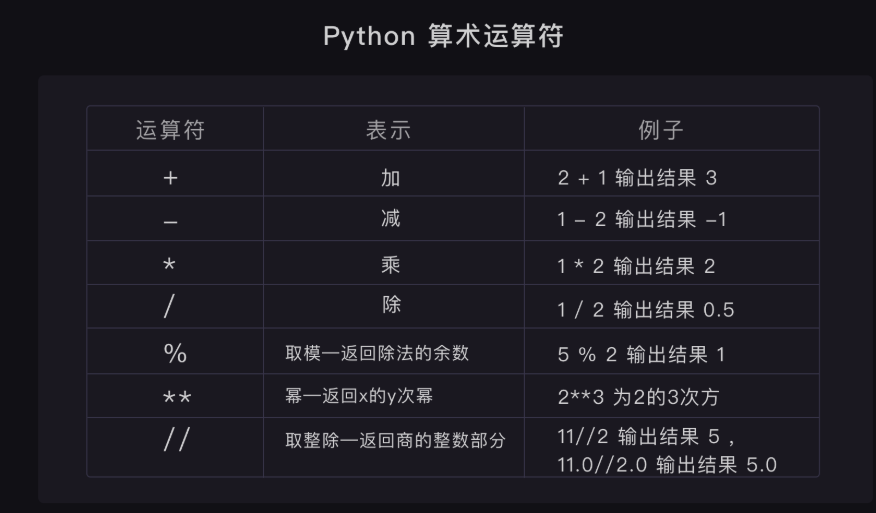 Python 算术运算符
运算符 表示 例子
+ 加 2 + 1 输出结果 3
– 减 1 – 2 输出结果 –1
* 乘 1 * 2 输出结果 2
/ 除 1 / 2 输出结果 0.5
% 取模—返回除法的余数 5 % 2 输出结果 1
** 幂—返回x的y次幂 2**3 为2的3次方
// 取整除—返回商的整数部分 11//2 输出结果 5 ,
11.0//2.0 输出结果 5.0